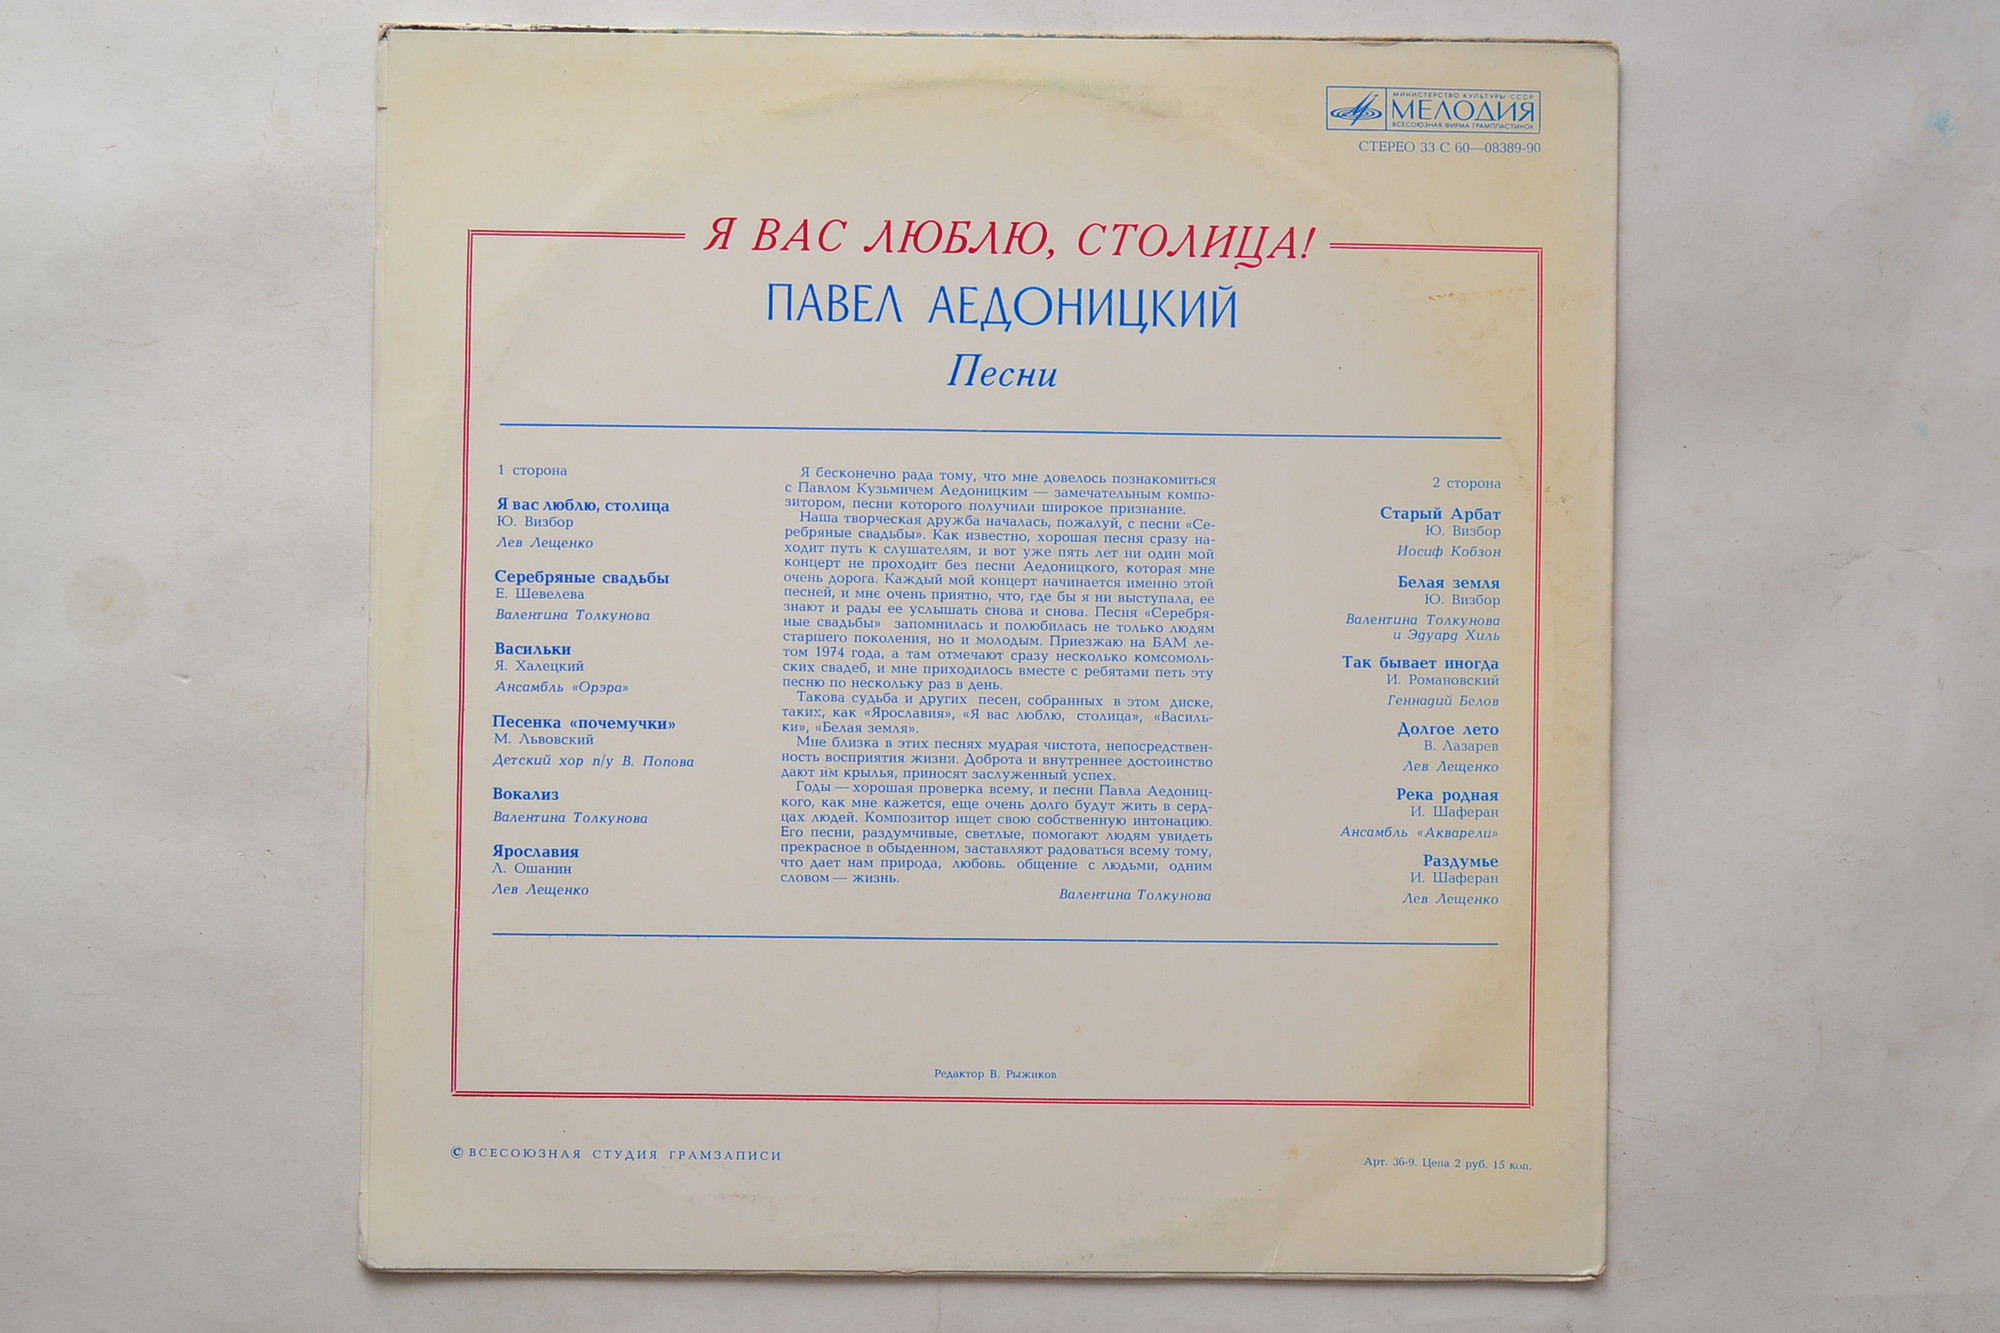 МИНИСТЕРСТВО КУЛЬТУРЫ СССР
МЕЛОДИЯ
ВСЕСОЮЗНАЯ ФИРМА ГРАМПЛАСТИНОК
СТЕРЕО 33 С 60—08389-90
Я ВАС ЛЮБЛЮ, СТОЛИЦА!
ПАВЕЛ АЕДОНИЦКИЙ
Песни
1 сторона
Я вас люблю, столица
Ю. Визбор
Лев Лещенко
Серебряные свадьбы
Е. Шевелева
Валентина Толкунова
Васильки
Я. Халецкий
Ансамбль «Орэра»
Песенка «почемучки»
М. Львовский
Детский хор п/у В. Попова
Вокализ
Валентина Толкунова
Ярославия
Л. Ошанин
Лев Лещенко
Я бесконечно рада тому, что мне довелось познакомиться
с Павлом Кузьмичем Аедоницким — замечательным компо-
зитором, песни которого получили широкое признание.
Наша творческая дружба началась, пожалуй, с песни «Се-
ребряные свадьбы». Как известно, хорошая песня сразу на-
ходит путь к слушателям, и вот уже пять лет ни один мой
концерт не проходит без песни Аедоницкого, которая мне
очень дорога. Каждый мой концерт начинается именно этой
песней, и мне очень приятно, что, где бы я ни выступала, ее
знают и рады ее услышать снова и снова. Песня «Серебря-
ные свадьбы» запомнилась и полюбилась не только людям
старшего поколения, но и молодым. Приезжаю на БАМ ле-
том 1974 года, а там отмечают сразу несколько комсомоль-
ских свадеб, и мне приходилось вместе с ребятами петь эту
песню по нескольку раз в день.
Такова судьба и других песен, собранных в этом диске,
таких, как «Ярославия», «Я вас люблю, столица», «Василь-
ки», «Белая земля».
Мне близка в этих песнях мудрая чистота, непосредствен-
ность восприятия жизни. Доброта и внутреннее достоинство
дают им крылья, приносят заслуженный успех.
Годы — хорошая проверка всему, и песни Павла Аедониц-
кого, как мне кажется, еще очень долго будут жить в серд-
цах людей. Композитор ищет свою собственную интонацию.
Его песни, раздумчивые, светлые, помогают людям увидеть
прекрасное в обыденном, заставляют радоваться всему тому,
что дает нам природа, любовь. общение с людьми, одним
словом — жизнь.
Валентина Толкунова
2 сторона
Старый Арбат
Ю. Визбор
Иосиф Кобзон
Белая земля
Ю. Визбор
Валентина Толкунова
и Эдуард Хиль
Так бывает иногда
И. Романовский
Геннадий Белов
Долгое лето
В. Лазарев
Лев Лещенко
Река родная
И. Шаферан
Ансамбль «Акварели»
Раздумье
И. Шаферан
Лев Лещенко
Редактор В. Рыжиков
© ВСЕСОЮЗНАЯ СТУДИЯ ГРАМЗАПИСИ
Арт. 36-9. Цена 2 руб. 15 коп.